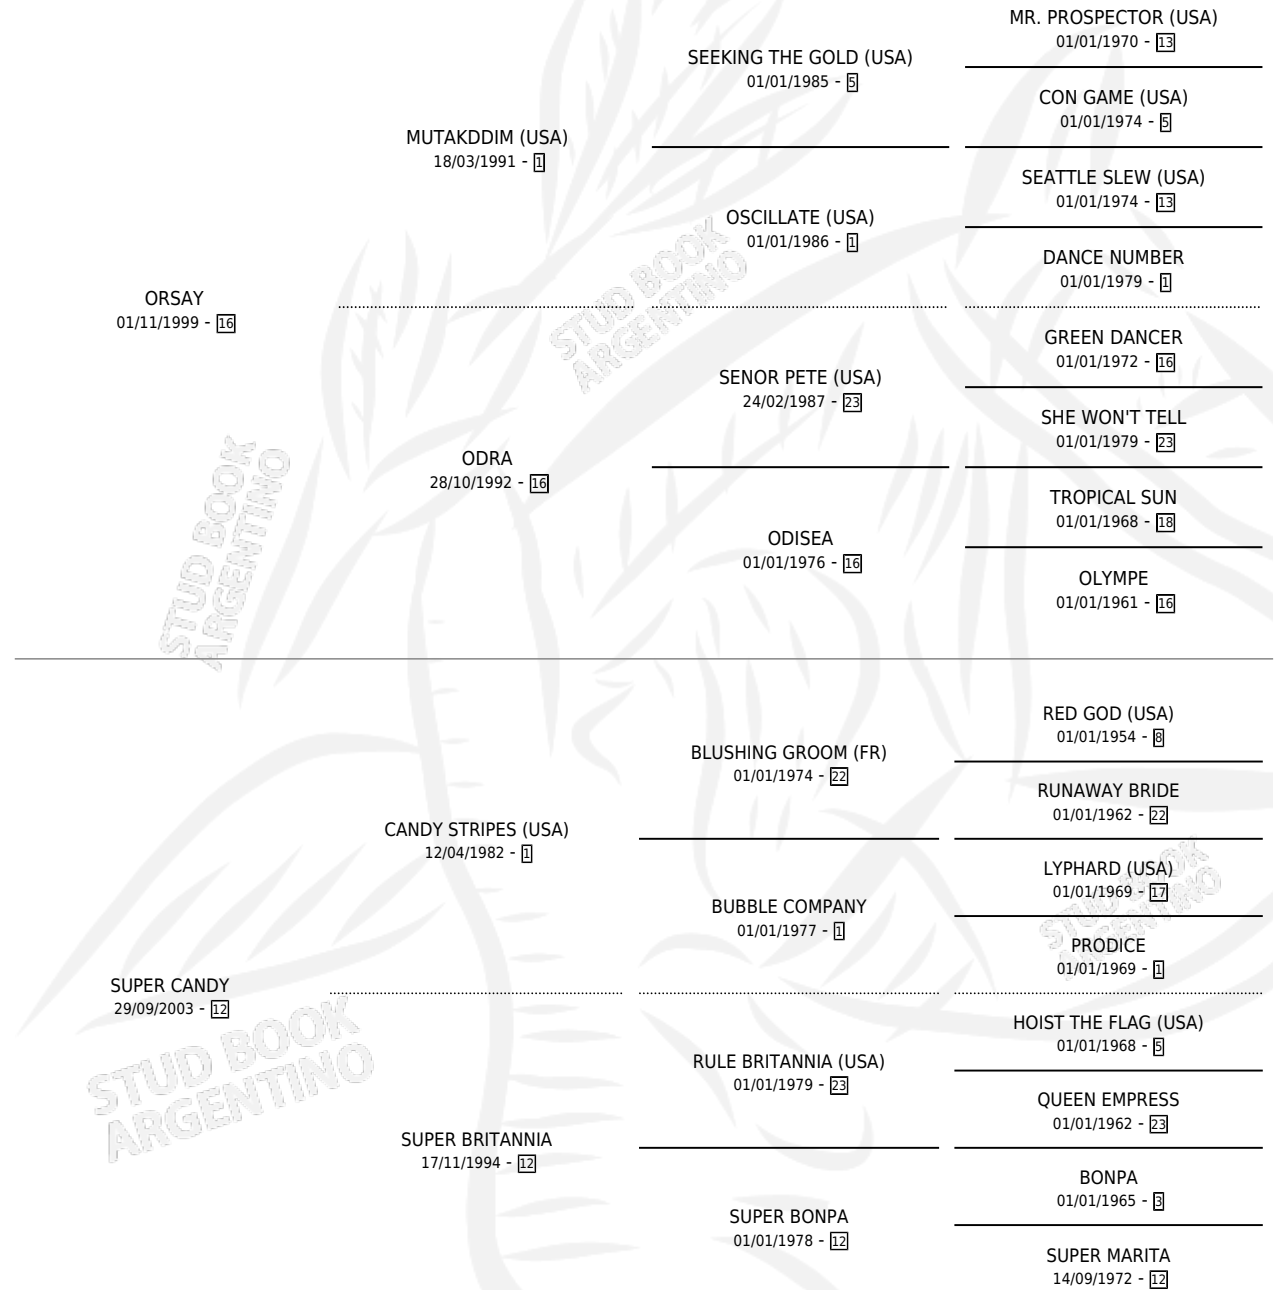 MR. PROSPECTOR (USA)
01/01/1970 - 13
SEEKING THE GOLD (USA)
01/01/1985 - 5
CON GAME (USA)
01/01/1974 - 5
MUTAKDDIM (USA)
18/03/1991 - 1
SEATTLE SLEW (USA)
01/01/1974 - 13
OSCILLATE (USA)
01/01/1986 - 1
DANCE NUMBER
01/01/1979 - 1
ORSAY
01/11/1999 - 16
STUD BOOK
ARGENTINO
GREEN DANCER
01/01/1972 - 16
SENOR PETE (USA)
24/02/1987 - 23
SHE WON'T TELL
01/01/1979 - 23
ODRA
28/10/1992 - 16
TROPICAL SUN
01/01/1968 - 18
ODISEA
01/01/1976 - 16
OLYMPE
01/01/1961 - 16
STUD BOOK
ARGENTINO
RED GOD (USA)
01/01/1954 - 8
BLUSHING GROOM (FR)
01/01/1974 - 22
RUNAWAY BRIDE
01/01/1962 - 22
CANDY STRIPES (USA)
12/04/1982 - 1
LYPHARD (USA)
01/01/1969 - 17
STUD BOOK
ARGENTINO
BUBBLE COMPANY
01/01/1977 - 1
PRODICE
01/01/1969 - 1
SUPER CANDY
29/09/2003 - 12
STUD BOOK
ARGENTINO
HOIST THE FLAG (USA)
01/01/1968 - 5
RULE BRITANNIA (USA)
01/01/1979 - 23
QUEEN EMPRESS
01/01/1962 - 23
SUPER BRITANNIA
17/11/1994 - 12
BONPA
01/01/1965 - 3
SUPER BONPA
01/01/1978 - 12
SUPER MARITA
14/09/1972 - 12